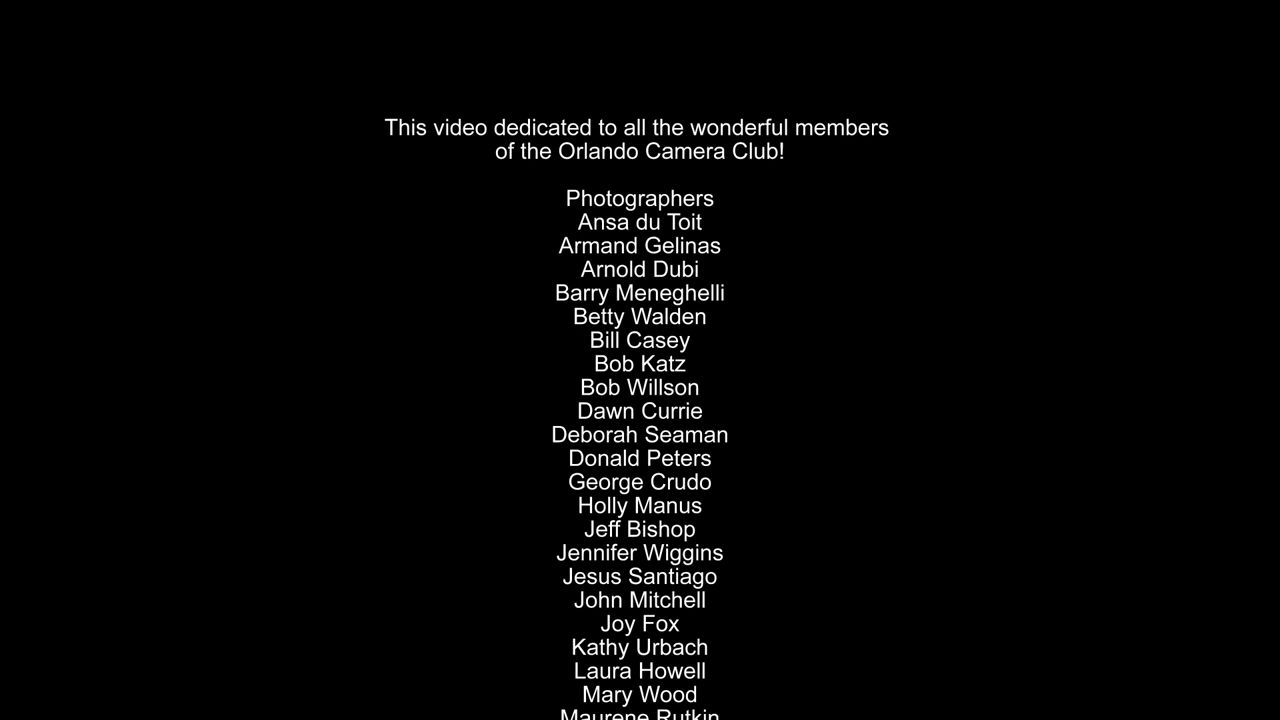 This video dedicated to all the wonderful members
of the Orlando Camera Club!
Photographers
Ansa du Toit
Armand Gelinas
Arnold Dubi
Barry Meneghelli
Betty Walden
Bill Casey
Bob Katz
Bob Willson
Dawn Currie
Deborah Seaman
Donald Peters
George Crudo
Holly Manus
Jeff Bishop
Jennifer Wiggins
Jesus Santiago
John Mitchell
Joy Fox
Kathy Urbach
Laura Howell
Mary Wood
Maurene Rutkin